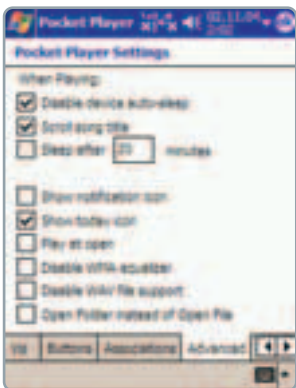 Pocket Player
Pocket Player Settings
When Playing:
Disable device auto-sleep
Scroll song title
Sleep after minutes
Show notification icon
Show today icon
Play at open
Disable WMA equalizer
Disable WAV file support
Open Folder instead of Open File
Buttons Associations Advanced